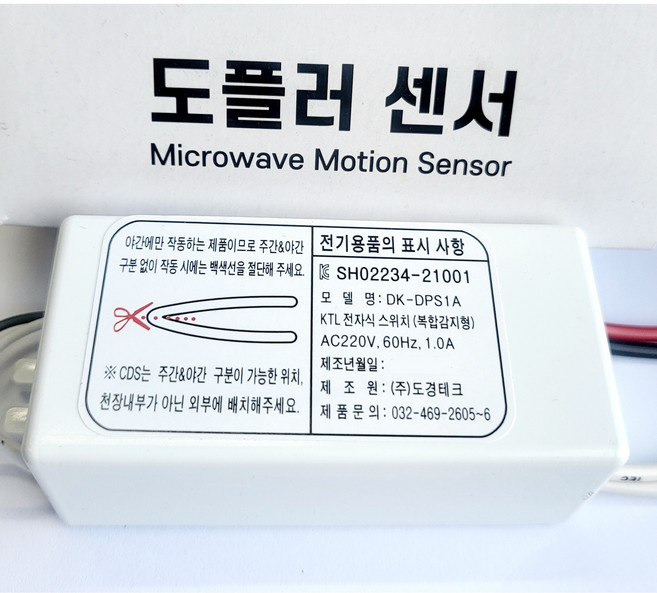 도플러 센서
Microwave Motion Sensor
야간에만 작동하는 제품이므로 주간&야간
구분 없이 작동 시에는 백색선을 절단해 주세요.
※ CDS는 주간&야간 구분이 가능한 위치,
천장내부가 아닌 외부에 배치해주세요.
전기용품의 표시 사항
SH02234-21001
모 델 명: DK-DPS1A
KTL 전자식 스위치 (복합감지형)
AC220V, 60Hz, 1.0A
제조년월일 :
제 조 원 : (주)도경테크
제 품 문 의 : 032-469-2605~6